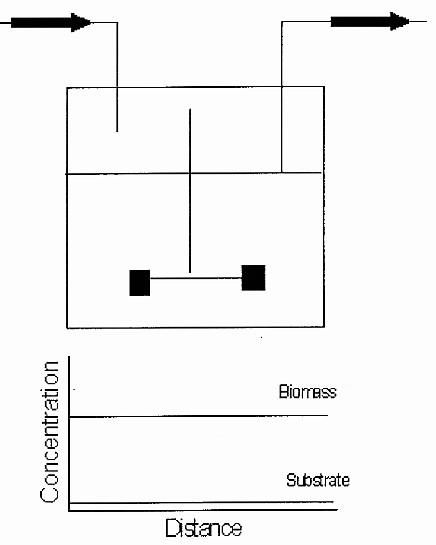 Biomass
Concentration
Substrate
Distance